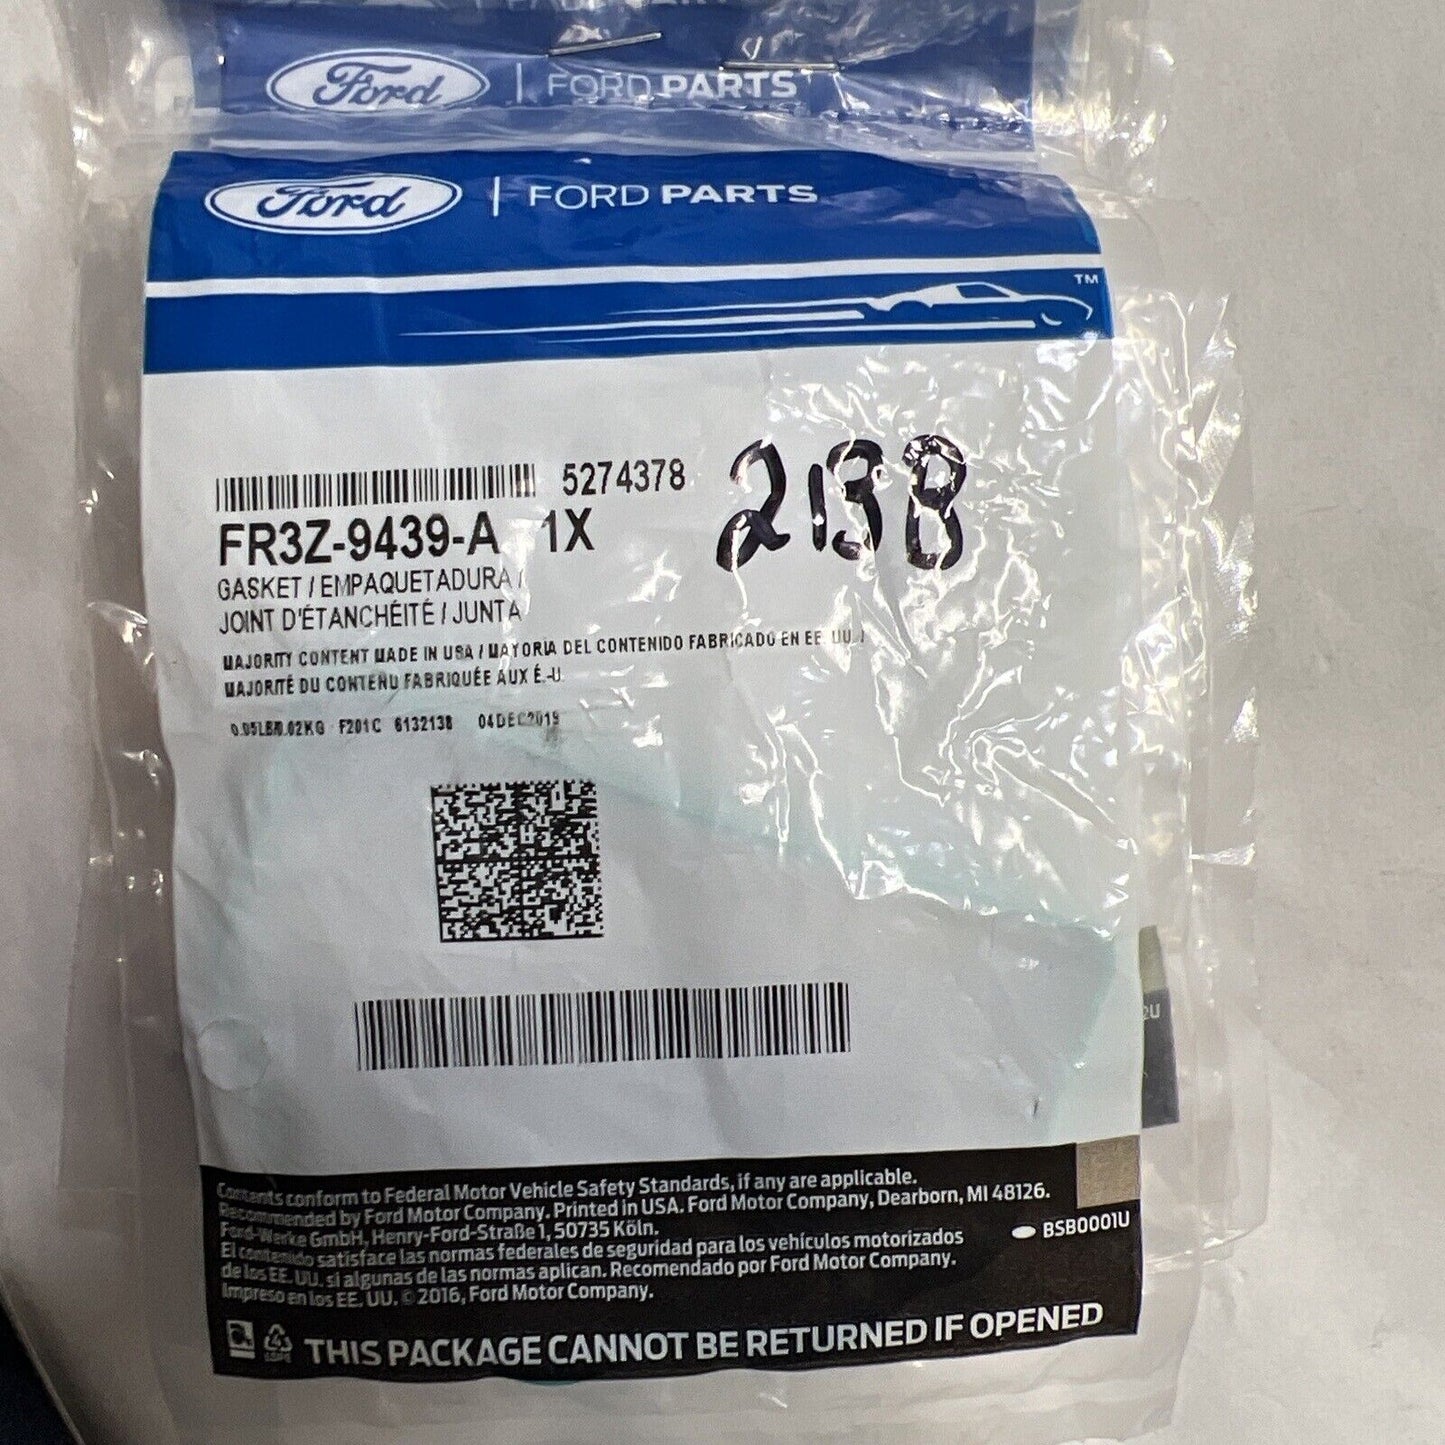 Ford | FORD PARTS
Ford | FORD PARTS
TM
5274378
2138
FR3Z-9439-A 1X
GASKET / EMPAQUETADURA /
JOINT D'ÉTANCHÉITÉ / JUNTA
MAJORITY CONTENT MADE IN USA / MAYORIA DEL CONTENIDO FABRICADO EN EE. UU. /
MAJORITÉ DU CONTENU FABRIQUÉE AUX É.-U.
F201C 6132138 04DEC2019
Contents conform to Federal Motor Vehicle Safety Standards, if any are applicable.
Recommended by Ford Motor Company. Printed in USA. Ford Motor Company, Dearborn, MI 48126.
Ford-Werke GmbH, Henry-Ford-Straße 1, 50735 Köln.
El contenido satisface las normas federales de seguridad para los vehículos motorizados
de los EE. UU. si algunas de las normas aplican. Recomendado por Ford Motor Company.
Impreso en los EE. UU. © 2016, Ford Motor Company.
BSB0001U
THIS PACKAGE CANNOT BE RETURNED IF OPENED
2U